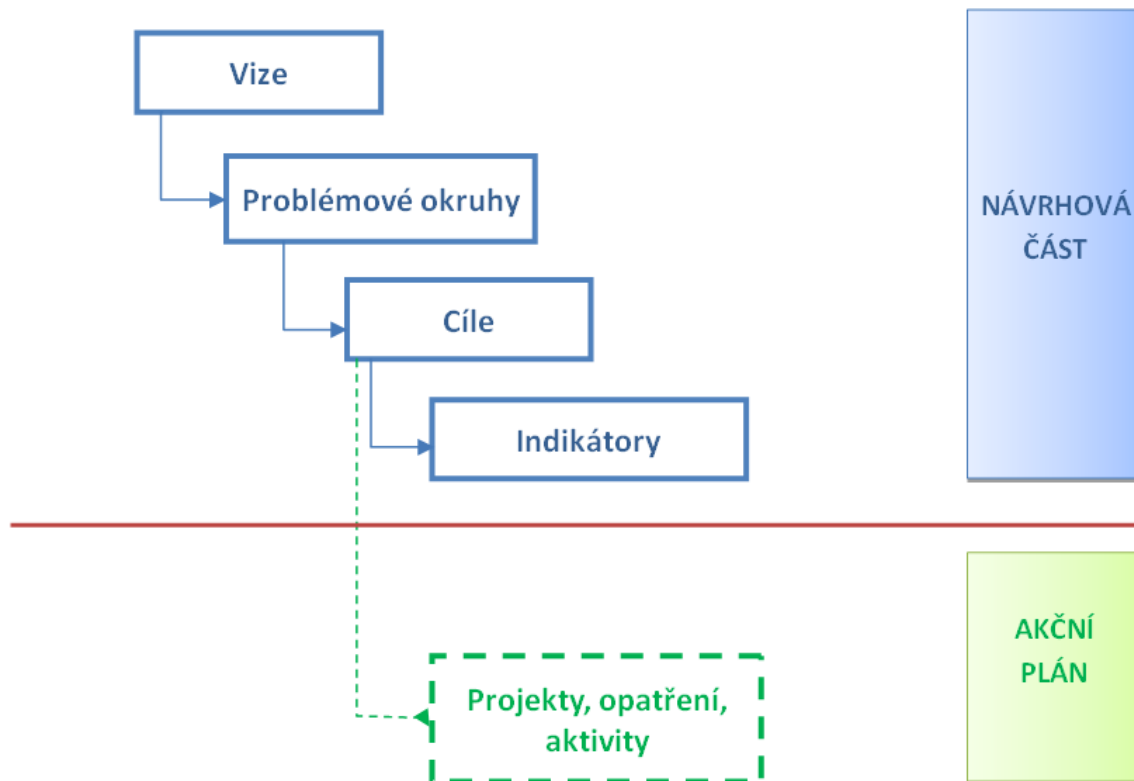 Vize
Problémové okruhy
Cíle
Indikátory
NÁVRHOVÁ
ČÁST
Projekty, opatření,
aktivity
AKČNÍ
PLÁN